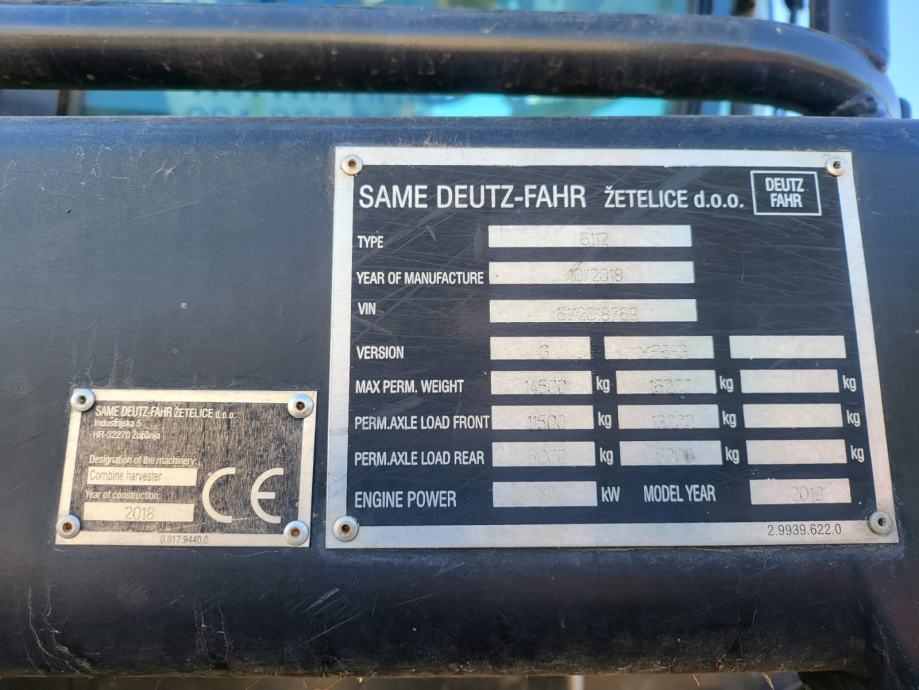 SAME DEUTZ-FAHR ŽETELICE d.o.o.
DEUTZ
FAHR
TYPE 6112
YEAR OF MANUFACTURE 10/2018
VIN
VERSION
MAX PERM. WEIGHT 14500 kg kg kg
PERM.AXLE LOAD FRONT 11500 kg kg kg
PERM.AXLE LOAD REAR kg kg kg
ENGINE POWER kW MODEL YEAR 2019
2.9939.622.0
SAME DEUTZ-FAHR ŽETELICE d.o.o.
Industrijska 5
HR-32270 Županja
Designation of the machinery:
Combine harvester
Year of construction:
2018
CE
0.017.9440.0